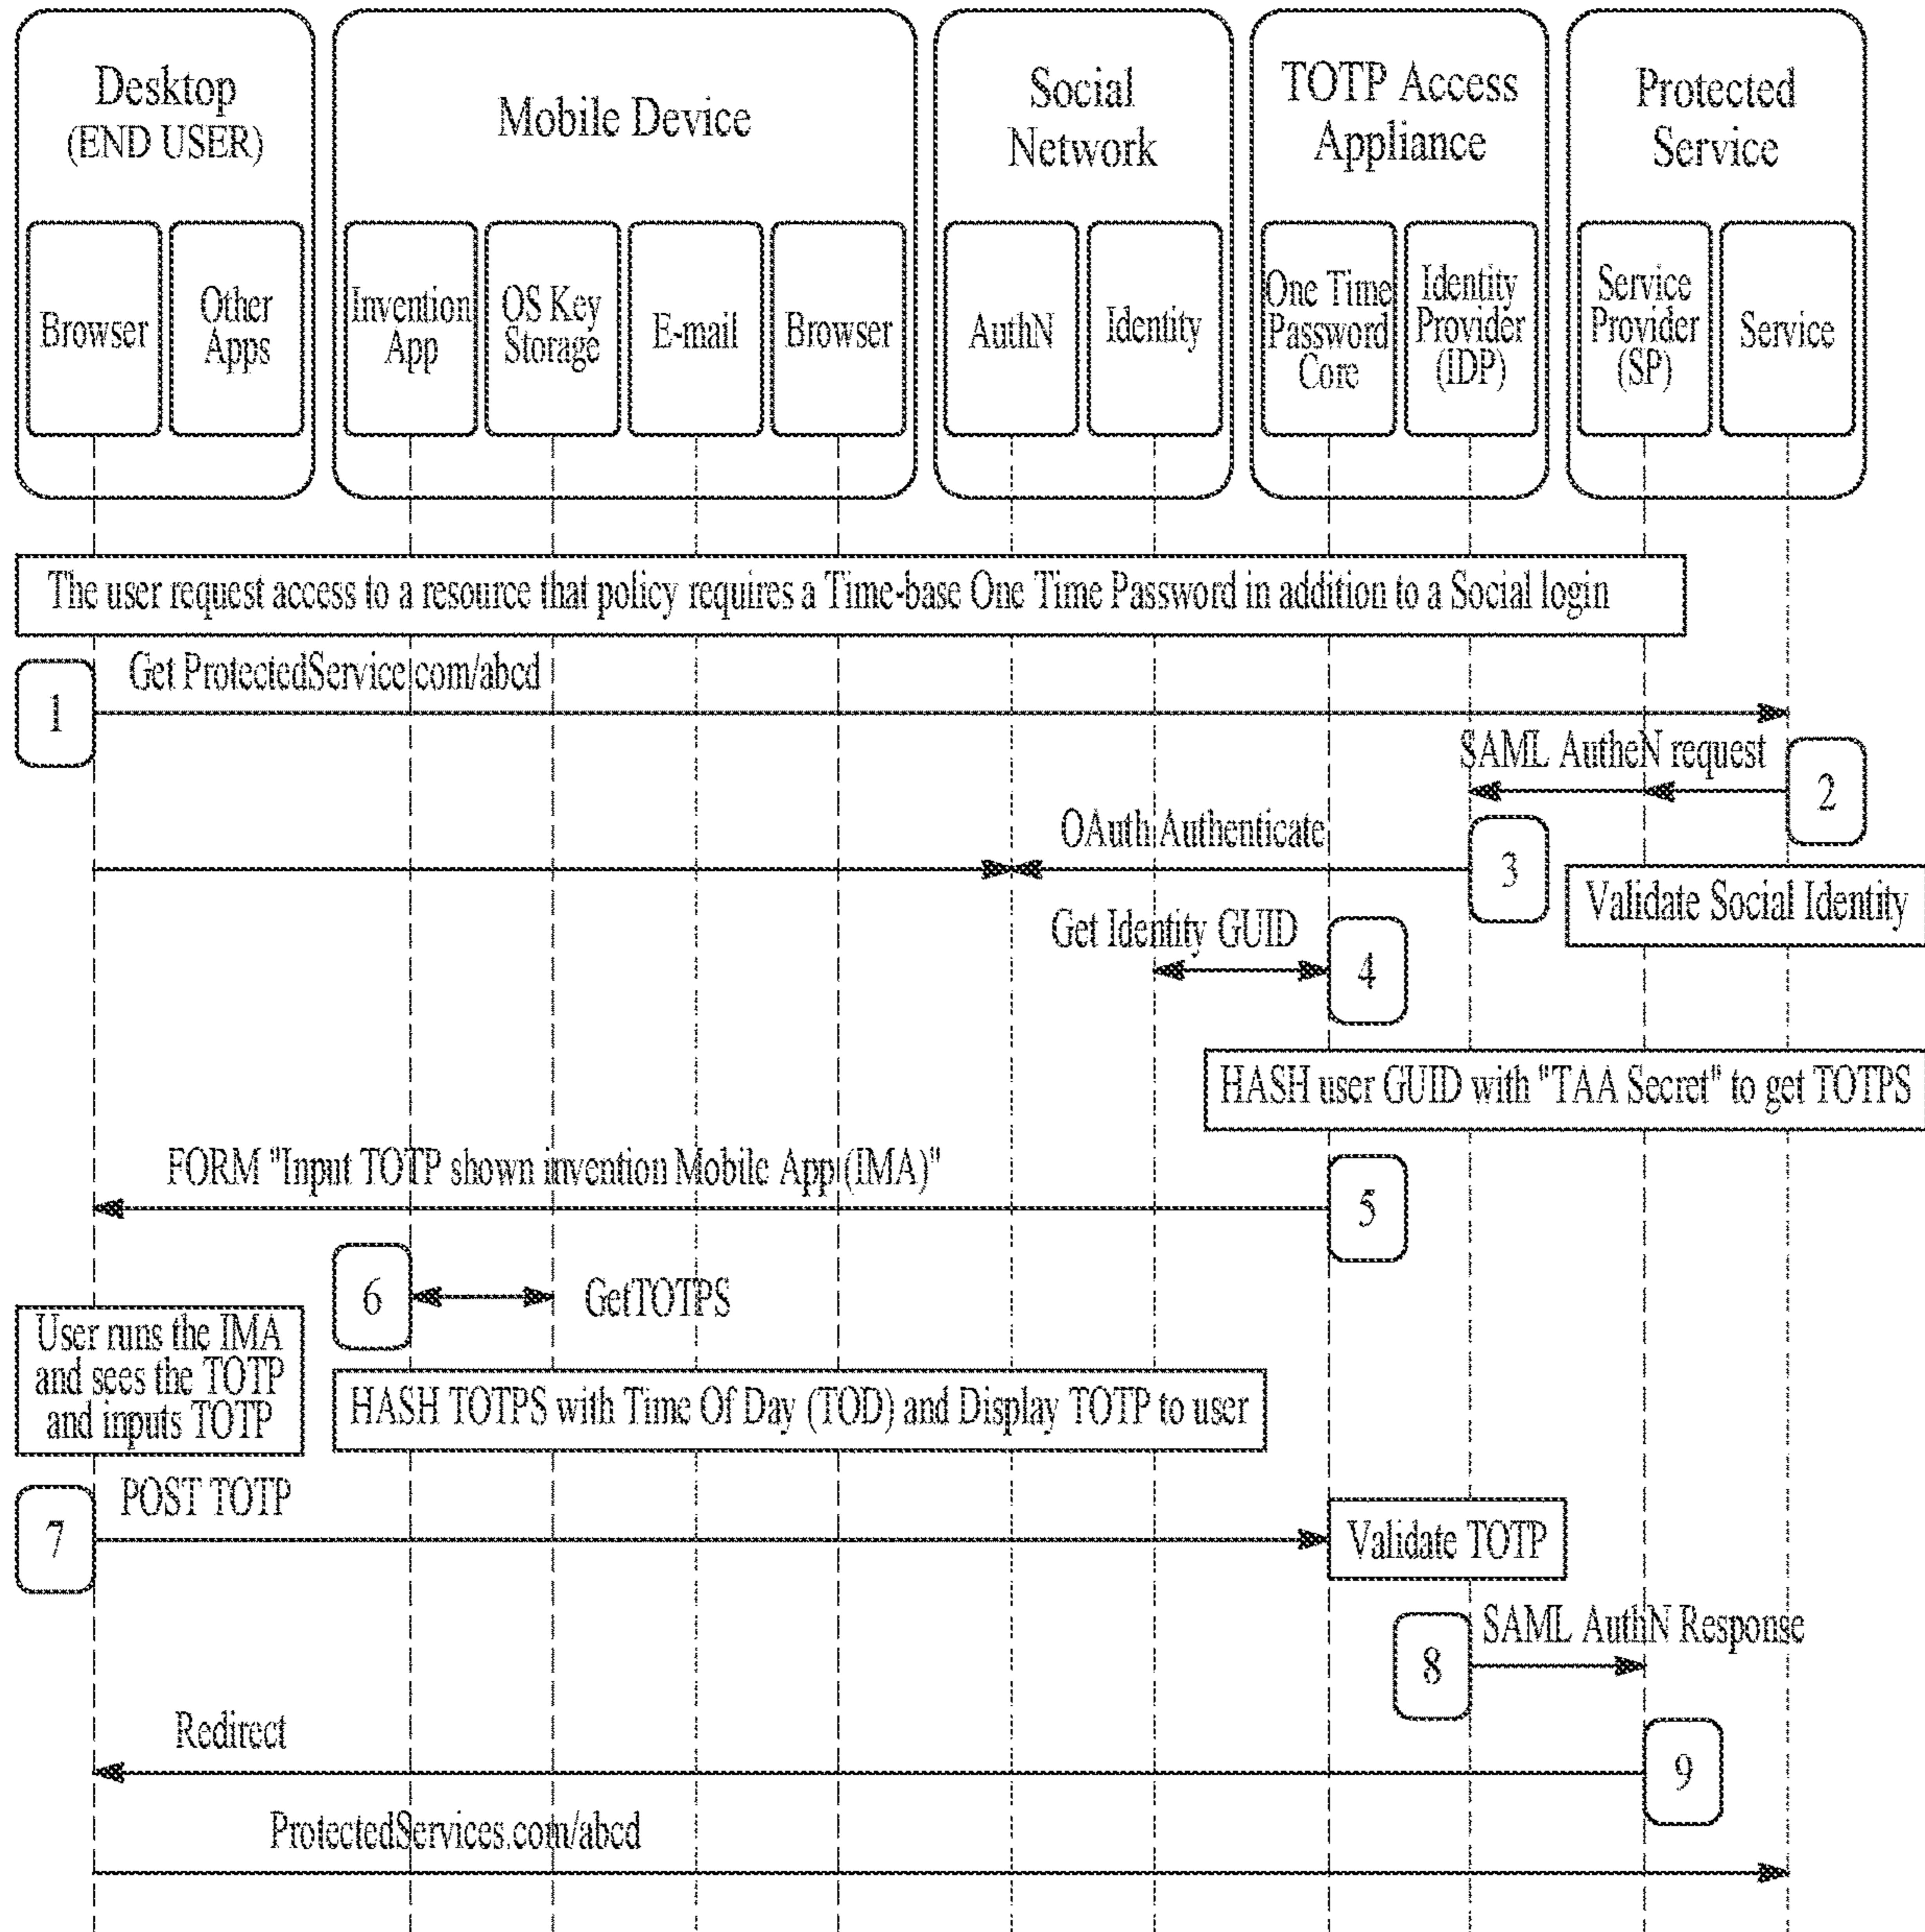 Desktop
(END USER)
Mobile Device
Social
Network
TOTP Access
Appliance
Protected
Service
Browser
Other
Apps
Invention
App
OS Key
Storage
E-mail
Browser
AuthN
Identity
One Time
Password
Core
Identity
Provider
(IDP)
Service
Provider
(SP)
Service
The user request access to a resource that policy requires a Time-base One Time Password in addition to a Social login
1
Get ProtectedService.com/abcd
SAML AutheN request
2
OAuth Authenticate
3
Validate Social Identity
Get Identity GUID
4
HASH user GUID with "TAA Secret" to get TOTPS
FORM "Input TOTP shown invention Mobile App (IMA)"
5
6
GetTOTPS
User runs the IMA
and sees the TOTP
and inputs TOTP
HASH TOTPS with Time Of Day (TOD) and Display TOTP to user
7
POST TOTP
Validate TOTP
8
SAML AuthN Response
Redirect
9
ProtectedServices.com/abcd